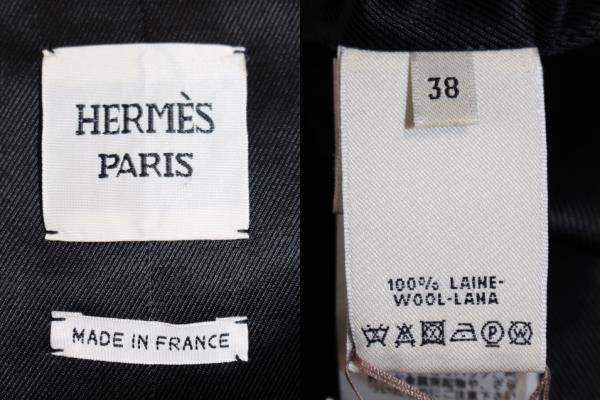 HERMÈS
PARIS
MADE IN FRANCE
38
100% LAINE-
WOOL-LANA